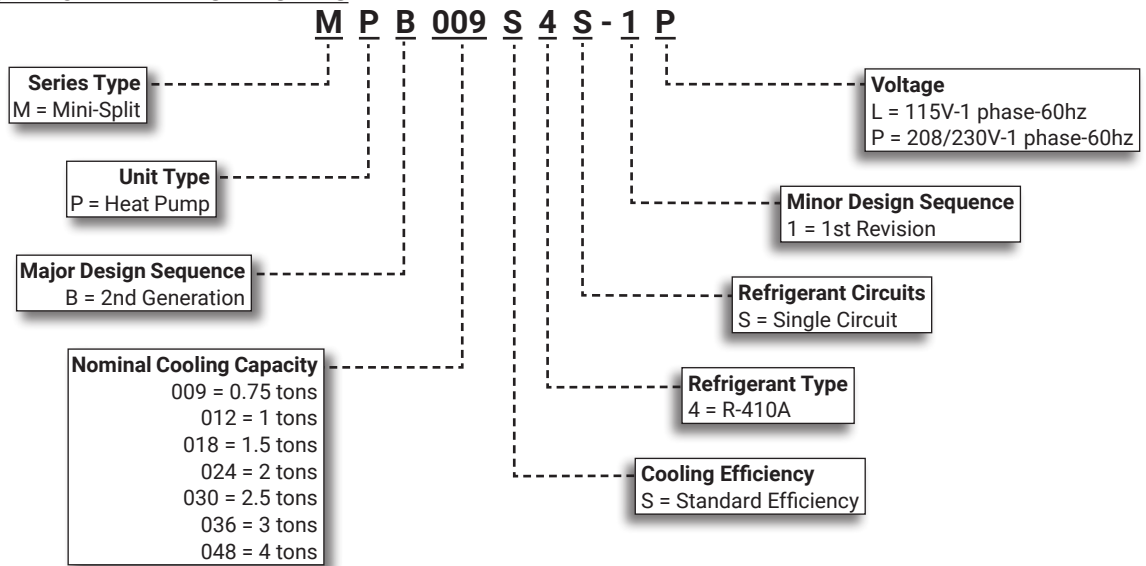 M P B 009 S 4 S - 1 P
Series Type
M = Mini-Split
Unit Type
P = Heat Pump
Major Design Sequence
B = 2nd Generation
Nominal Cooling Capacity
009 = 0.75 tons
012 = 1 tons
018 = 1.5 tons
024 = 2 tons
030 = 2.5 tons
036 = 3 tons
048 = 4 tons
Voltage
L = 115V-1 phase-60hz
P = 208/230V-1 phase-60hz
Minor Design Sequence
1 = 1st Revision
Refrigerant Circuits
S = Single Circuit
Refrigerant Type
4 = R-410A
Cooling Efficiency
S = Standard Efficiency